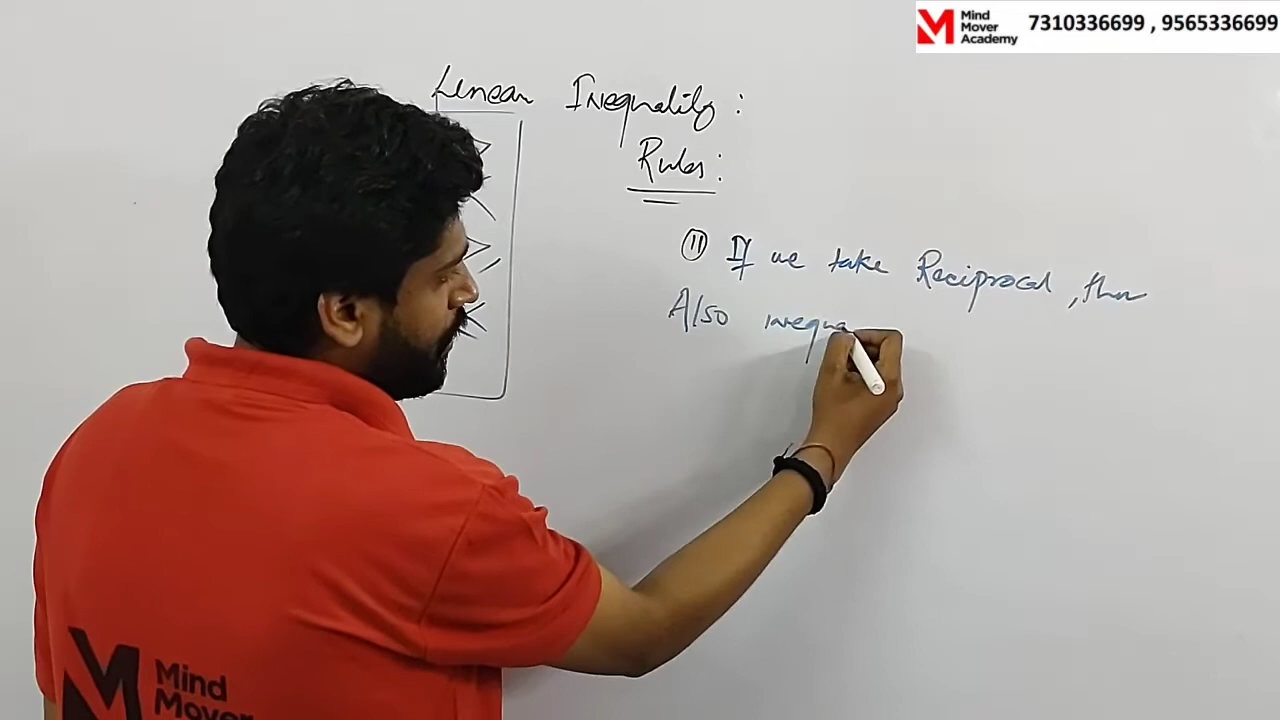 Mind
Mover
Academy
7310336699 , 9565336699
Linear Inequality :
Rules :
(11) If we take Reciprocal , then
Also inequa
Mind
Mover